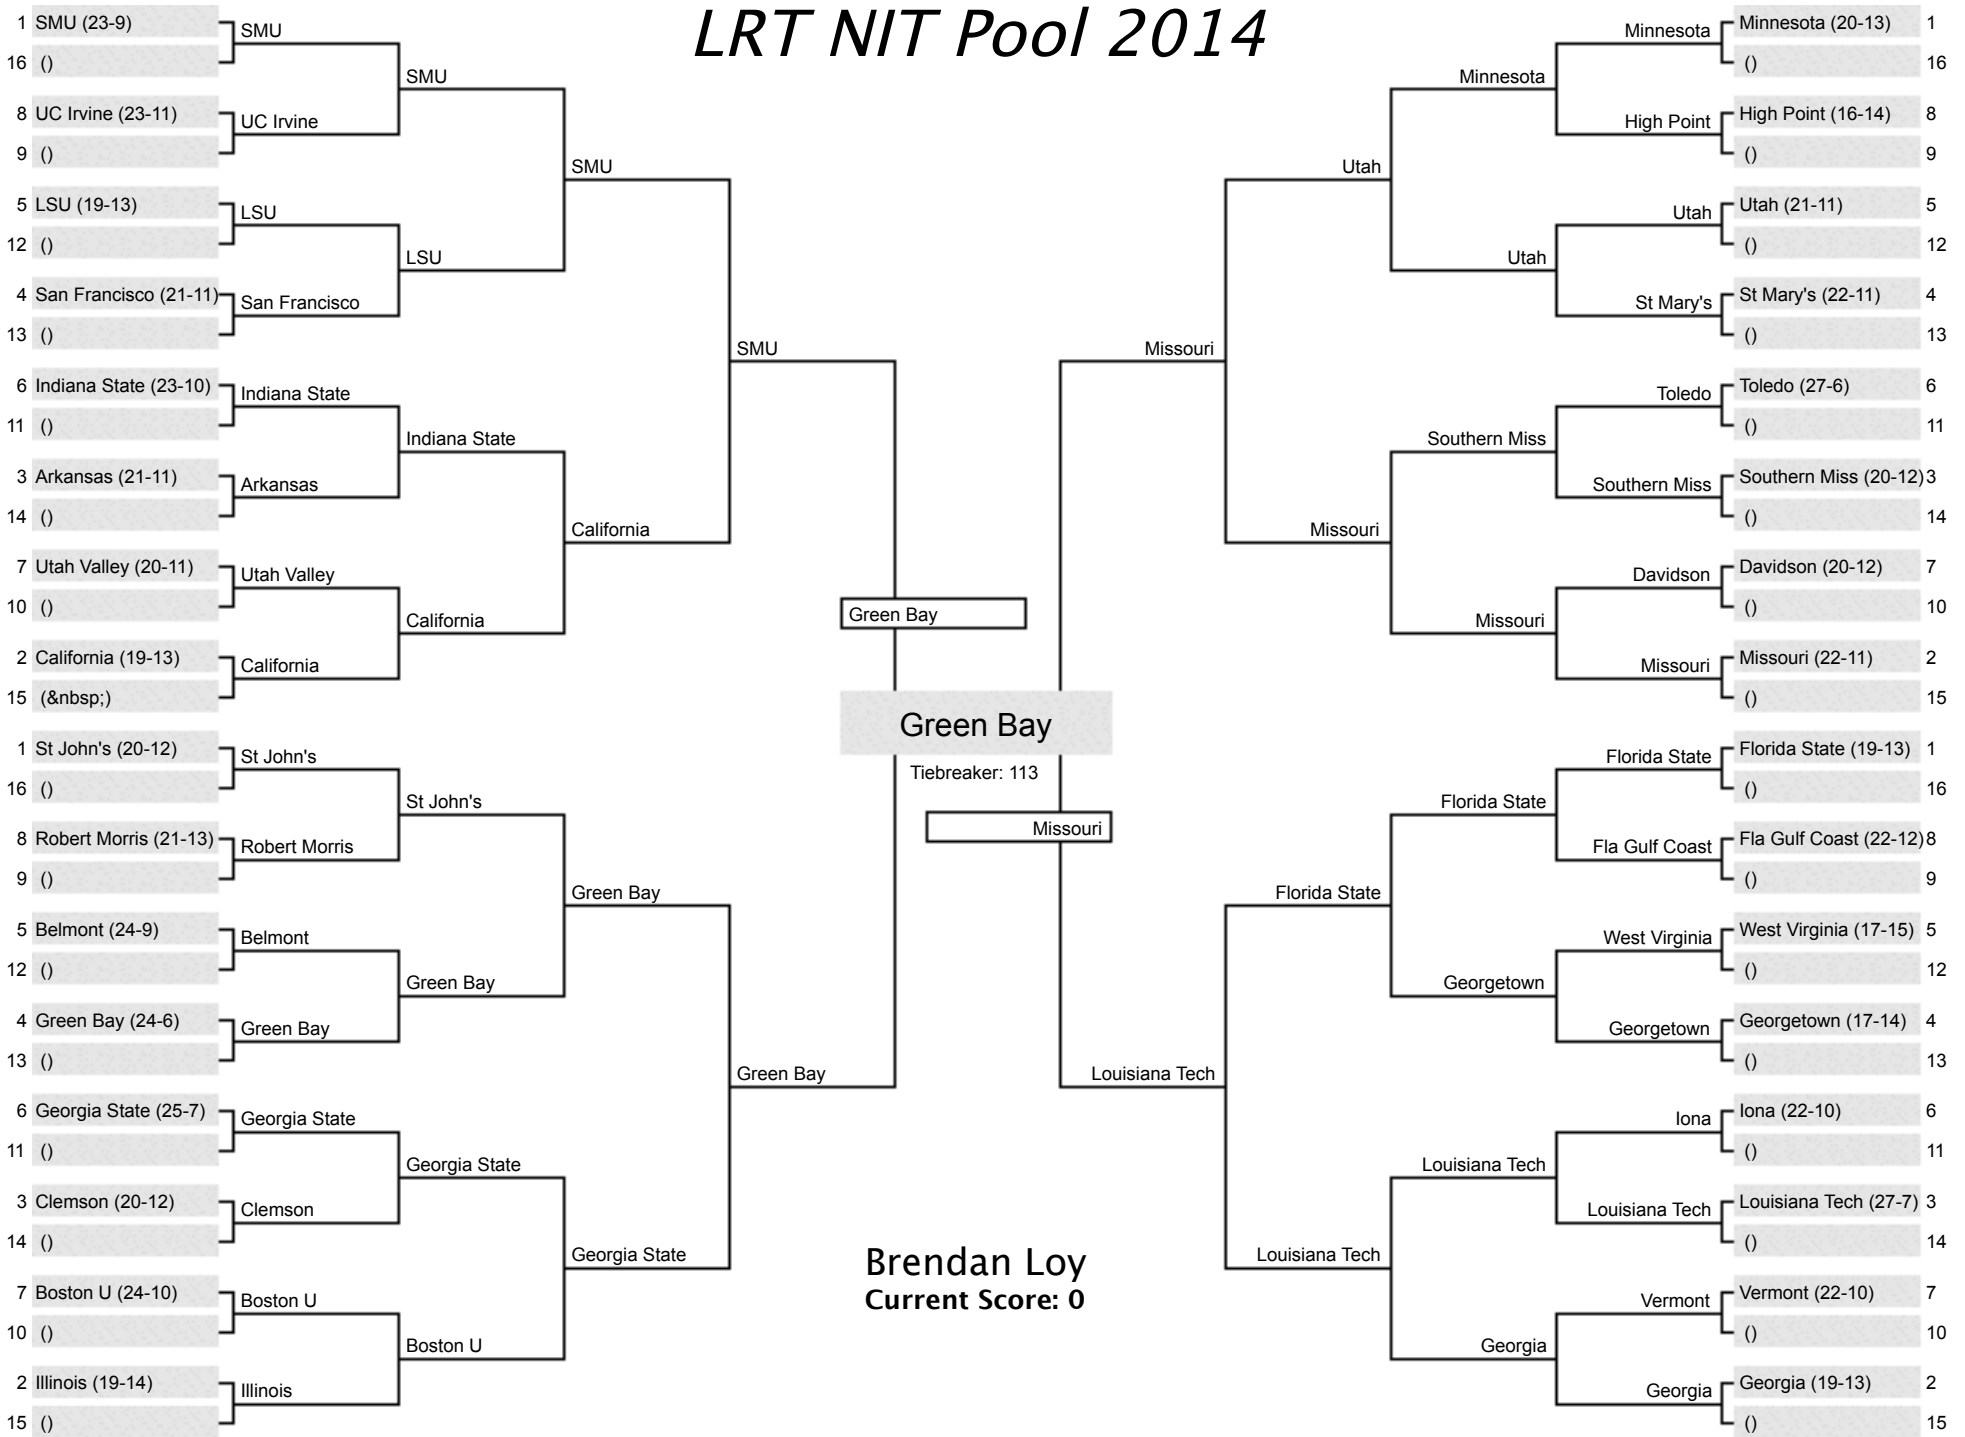 LRT NIT Pool 2014
1 SMU (23-9)
16 ()
8 UC Irvine (23-11)
9 ()
5 LSU (19-13)
12 ()
4 San Francisco (21-11)
13 ()
6 Indiana State (23-10)
11 ()
3 Arkansas (21-11)
14 ()
7 Utah Valley (20-11)
10 ()
2 California (19-13)
15 (&nbsp;)
1 St John's (20-12)
16 ()
8 Robert Morris (21-13)
9 ()
5 Belmont (24-9)
12 ()
4 Green Bay (24-6)
13 ()
6 Georgia State (25-7)
11 ()
3 Clemson (20-12)
14 ()
7 Boston U (24-10)
10 ()
2 Illinois (19-14)
15 ()
SMU
UC Irvine
LSU
San Francisco
Indiana State
Arkansas
Utah Valley
California
St John's
Robert Morris
Belmont
Green Bay
Georgia State
Clemson
Boston U
Illinois
SMU
LSU
Indiana State
California
St John's
Green Bay
Georgia State
Boston U
SMU
California
Green Bay
Georgia State
SMU
Green Bay
Green Bay
Green Bay
Tiebreaker: 113
Missouri
Brendan Loy
Current Score: 0
Missouri
Louisiana Tech
Utah
Missouri
Florida State
Louisiana Tech
Minnesota
Utah
Southern Miss
Missouri
Florida State
Georgetown
Louisiana Tech
Georgia
Minnesota
High Point
Utah
St Mary's
Toledo
Southern Miss
Davidson
Missouri
Florida State
Fla Gulf Coast
West Virginia
Georgetown
Iona
Louisiana Tech
Vermont
Georgia
Minnesota (20-13) 1
() 16
High Point (16-14) 8
() 9
Utah (21-11) 5
() 12
St Mary's (22-11) 4
() 13
Toledo (27-6) 6
() 11
Southern Miss (20-12) 3
() 14
Davidson (20-12) 7
() 10
Missouri (22-11) 2
() 15
Florida State (19-13) 1
() 16
Fla Gulf Coast (22-12) 8
() 9
West Virginia (17-15) 5
() 12
Georgetown (17-14) 4
() 13
Iona (22-10) 6
() 11
Louisiana Tech (27-7) 3
() 14
Vermont (22-10) 7
() 10
Georgia (19-13) 2
() 15